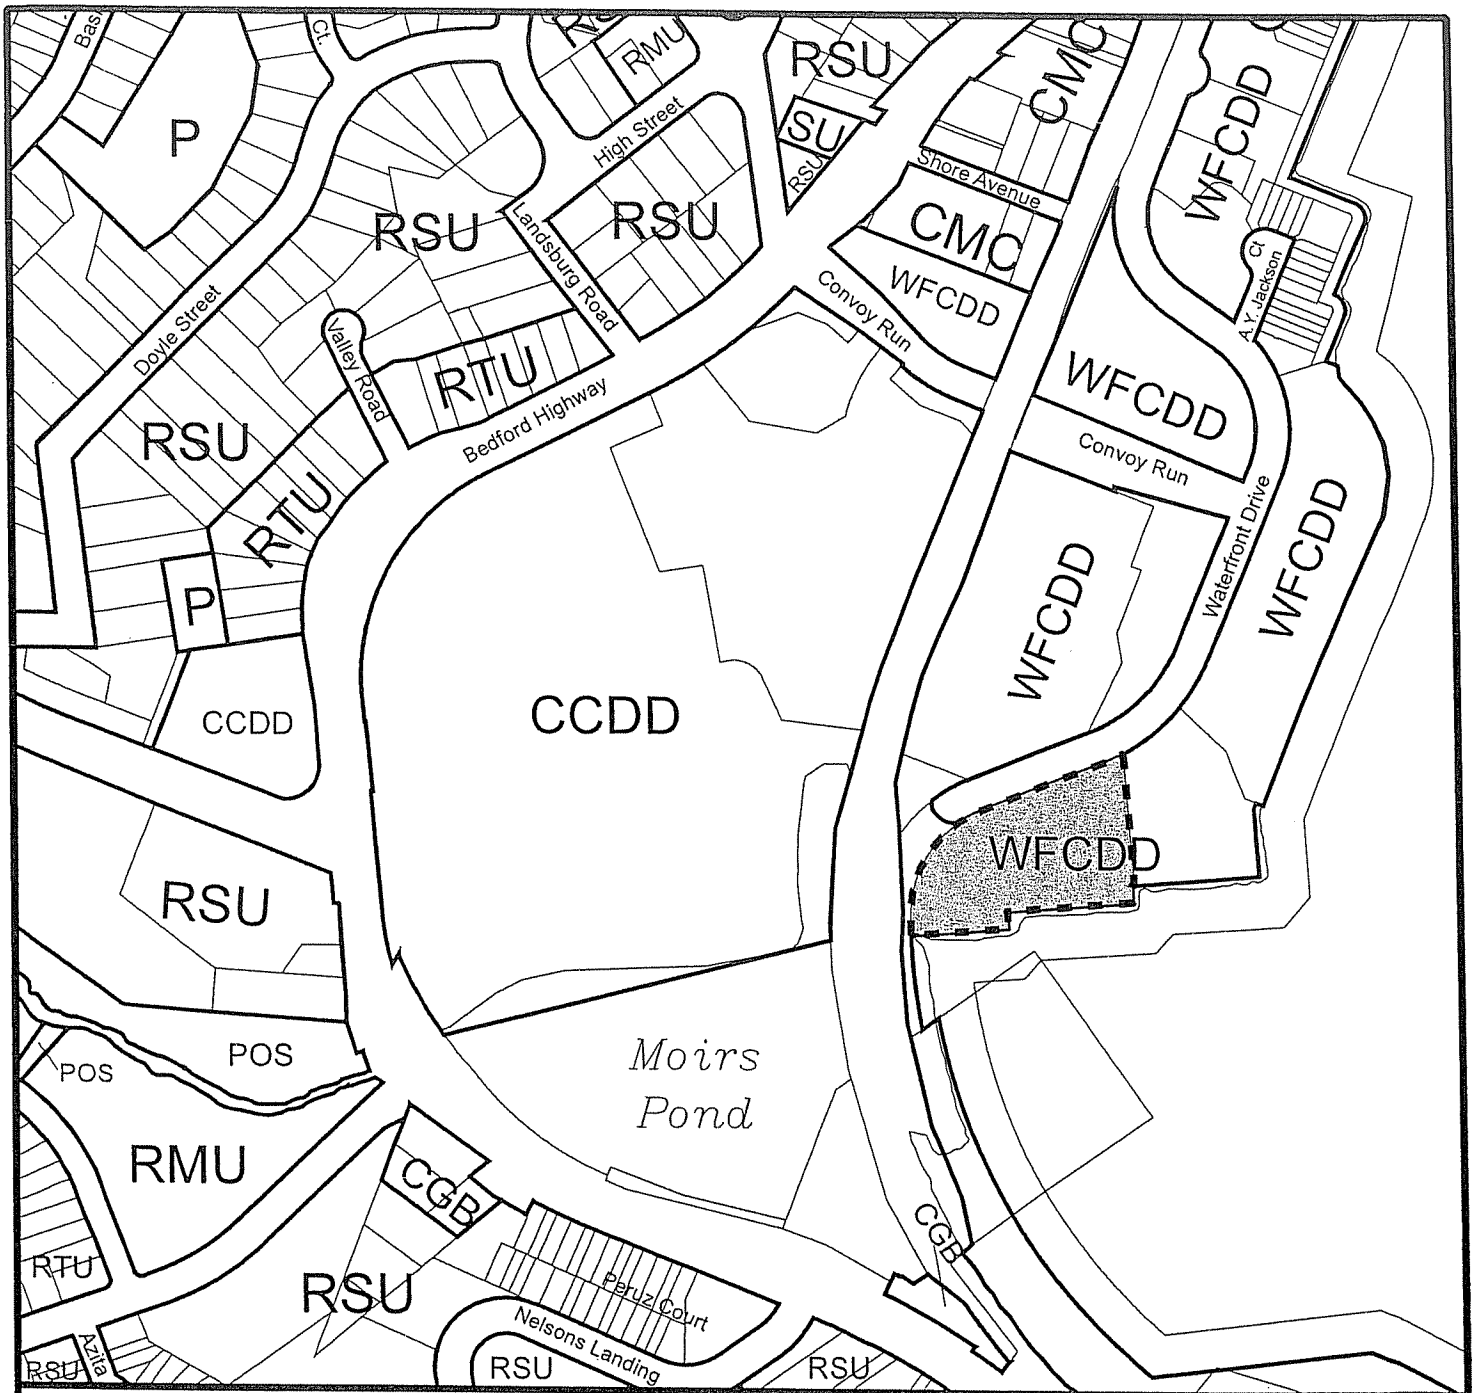 Ct.
RMU
RSU
CMC
P
SU
WFCDD
High Street
RSU
Shore Avenue
RSU
Landsburg Road
RSU
CMC
WFCDD
Ct
A.Y. Jackson
Convoy Run
Doyle Street
Valley Road
RTU
WFCDD
Bedford Highway
RSU
Convoy Run
RTU
Waterfront Drive
WFCDD
WFCDD
P
CCDD
CCDD
WFCDD
RSU
POS
POS
Moirs
Pond
RMU
CGB
CGB
RTU
RSU
Peruz Court
Nelsons Landing
Azita
RSU
RSU
RSU